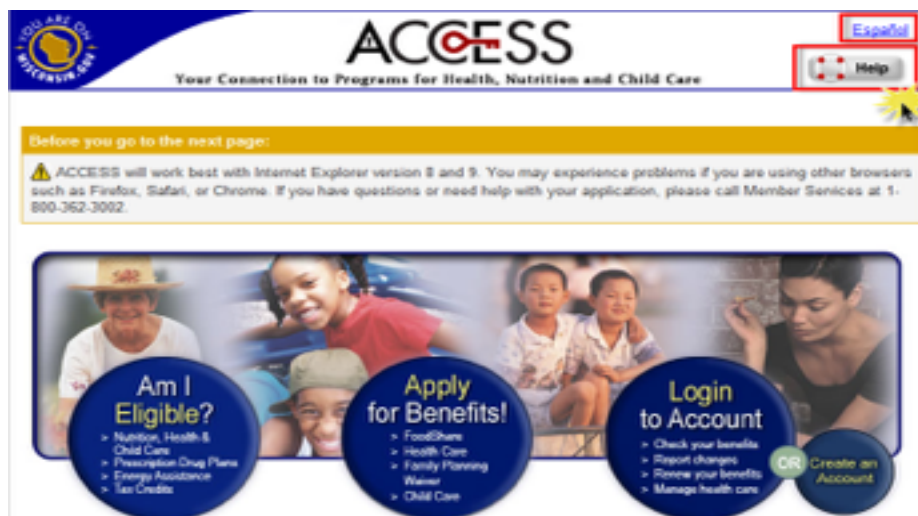 YOU ARE ON
WISCONSIN.GOV
ACCESS
Your Connection to Programs for Health, Nutrition and Child Care
Español
Help
Before you go to the next page:
ACCESS will work best with Internet Explorer version 8 and 9. You may experience problems if you are using other browsers
such as Firefox, Safari, or Chrome. If you have questions or need help with your application, please call Member Services at 1-
800-362-3002.
Am I
Eligible?
> Nutrition, Health &
Child Care
> Prescription Drug Plans
> Energy Assistance
> Tax Credits
Apply
for Benefits!
> FoodShare
> Health Care
> Family Planning
Waiver
> Child Care
Login
to Account
> Check your benefits
> Report changes
> Renew your benefits
> Manage health care
OR
Create an
Account